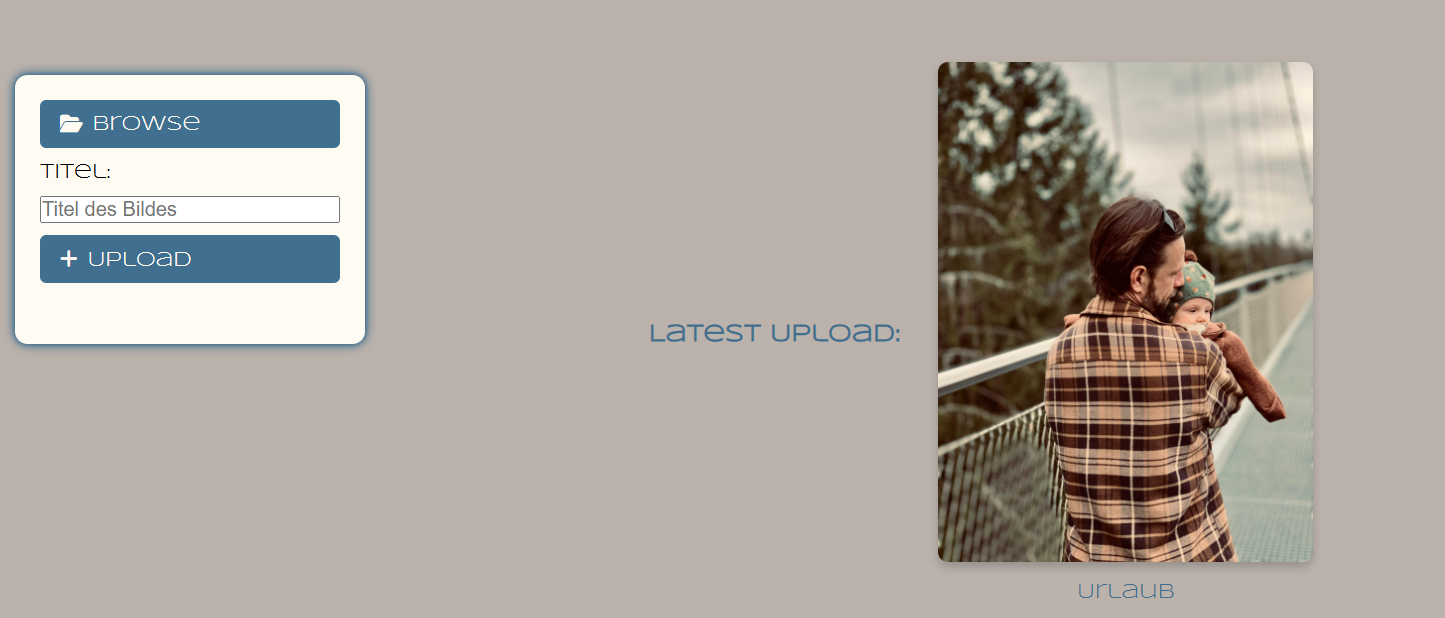 Browse
Titel:
Titel des Bildes
Upload
Latest Upload:
Urlaub